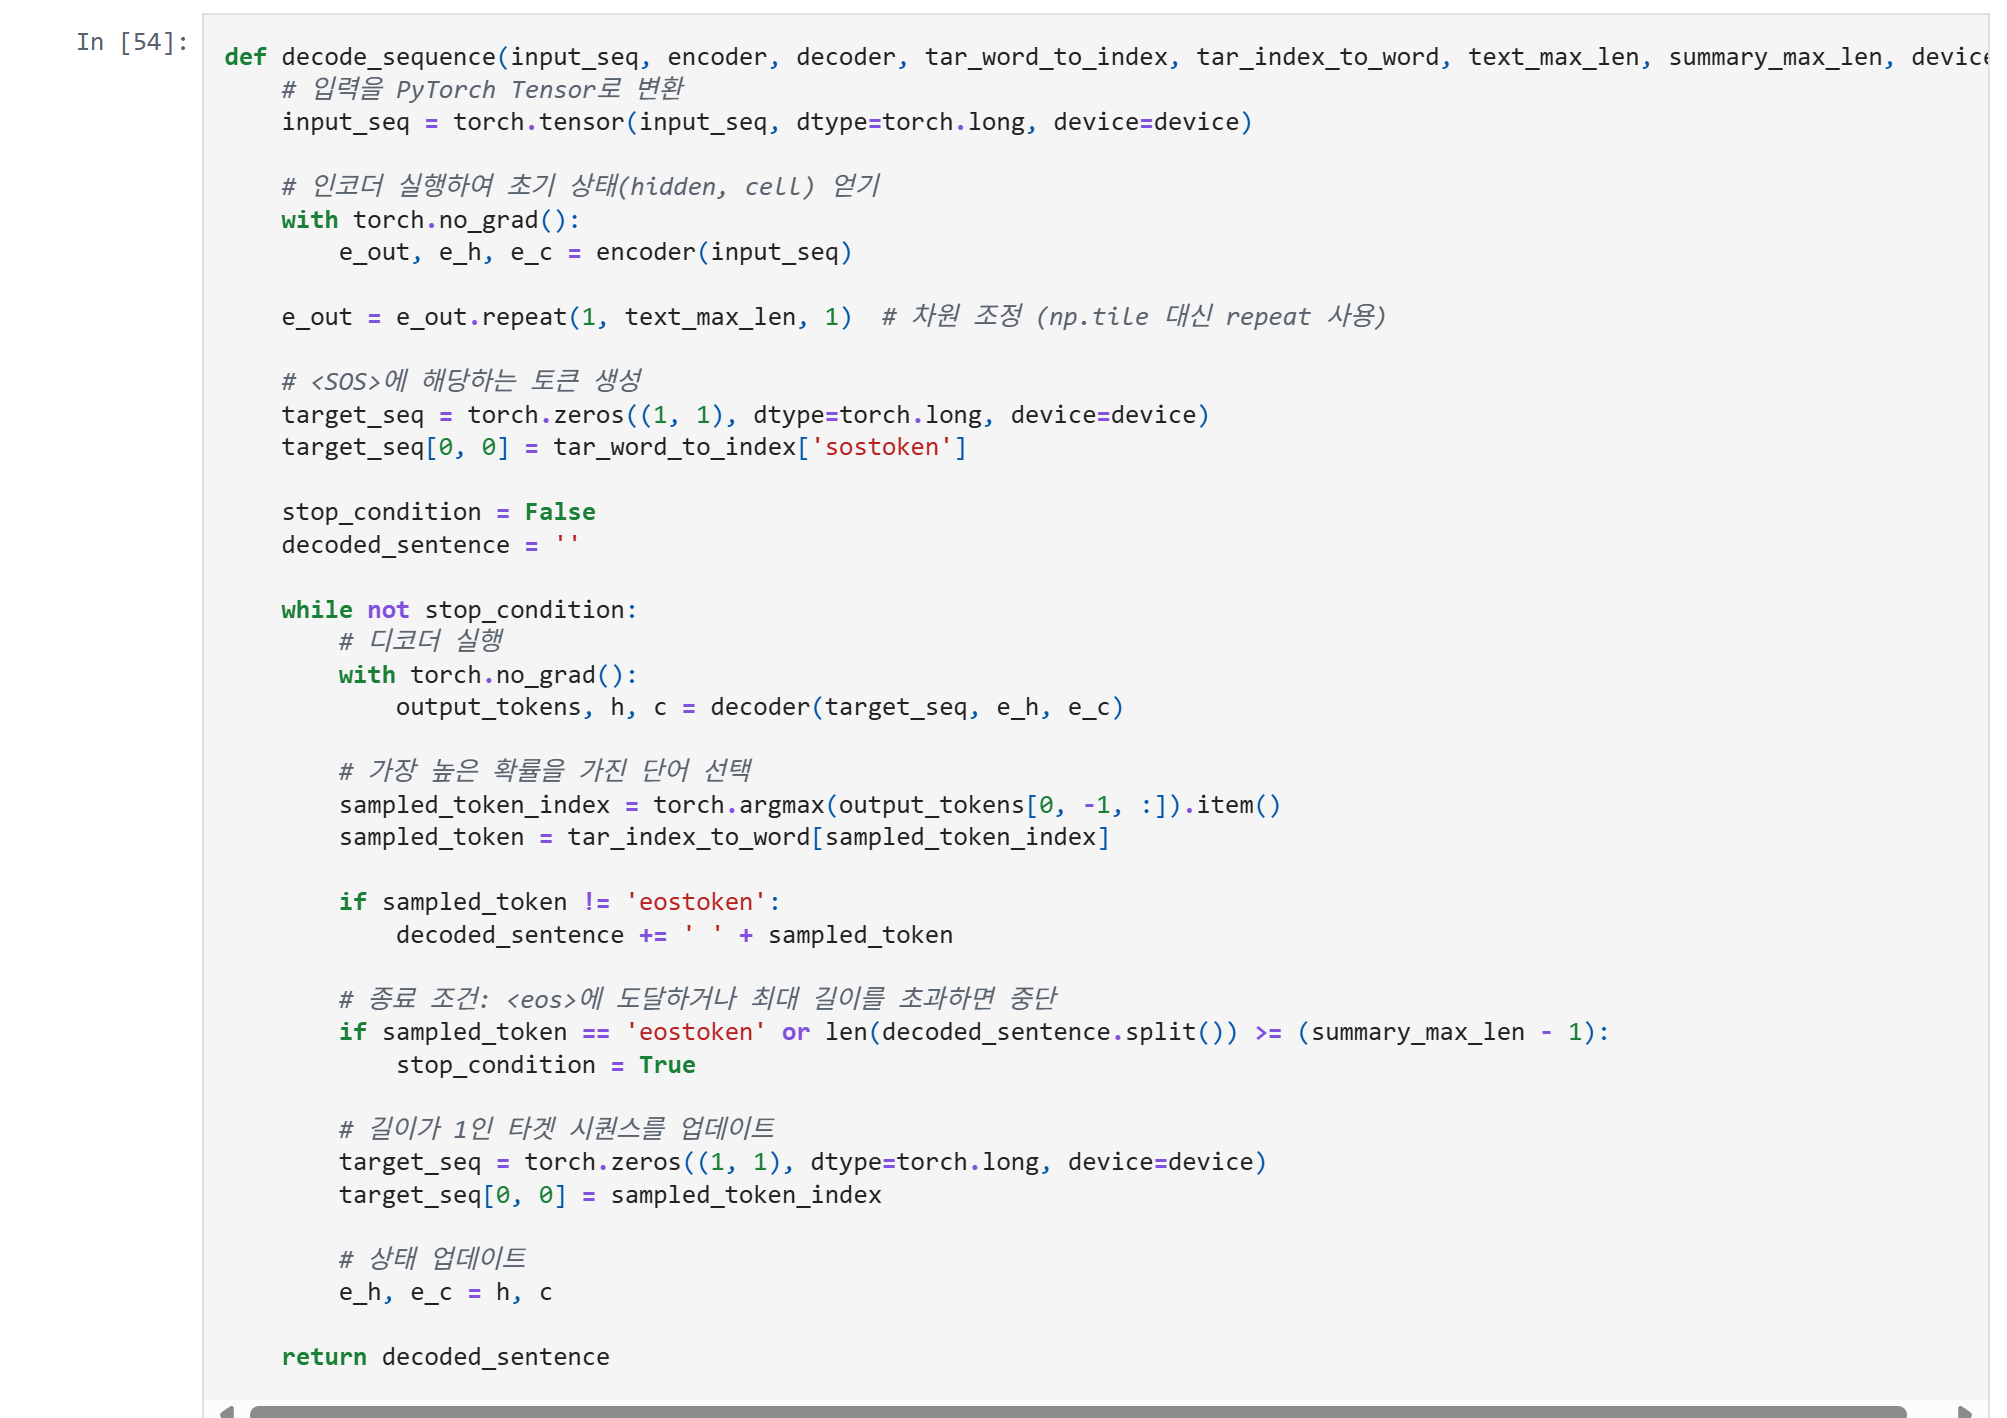 In [54]:
def decode_sequence(input_seq, encoder, decoder, tar_word_to_index, tar_index_to_word, text_max_len, summary_max_len, device
    # 입력을 PyTorch Tensor로 변환
    input_seq = torch.tensor(input_seq, dtype=torch.long, device=device)
    # 인코더 실행하여 초기 상태(hidden, cell) 얻기
    with torch.no_grad():
        e_out, e_h, e_c = encoder(input_seq)
    e_out = e_out.repeat(1, text_max_len, 1)  # 차원 조정 (np.tile 대신 repeat 사용)
    # <SOS>에 해당하는 토큰 생성
    target_seq = torch.zeros((1, 1), dtype=torch.long, device=device)
    target_seq[0, 0] = tar_word_to_index['sostoken']
    stop_condition = False
    decoded_sentence = ''
    while not stop_condition:
        # 디코더 실행
        with torch.no_grad():
            output_tokens, h, c = decoder(target_seq, e_h, e_c)
        # 가장 높은 확률을 가진 단어 선택
        sampled_token_index = torch.argmax(output_tokens[0, -1, :]).item()
        sampled_token = tar_index_to_word[sampled_token_index]
        if sampled_token != 'eostoken':
            decoded_sentence += ' ' + sampled_token
        # 종료 조건: <eos>에 도달하거나 최대 길이를 초과하면 중단
        if sampled_token == 'eostoken' or len(decoded_sentence.split()) >= (summary_max_len - 1):
            stop_condition = True
        # 길이가 1인 타겟 시퀀스를 업데이트
        target_seq = torch.zeros((1, 1), dtype=torch.long, device=device)
        target_seq[0, 0] = sampled_token_index
        # 상태 업데이트
        e_h, e_c = h, c
    return decoded_sentence